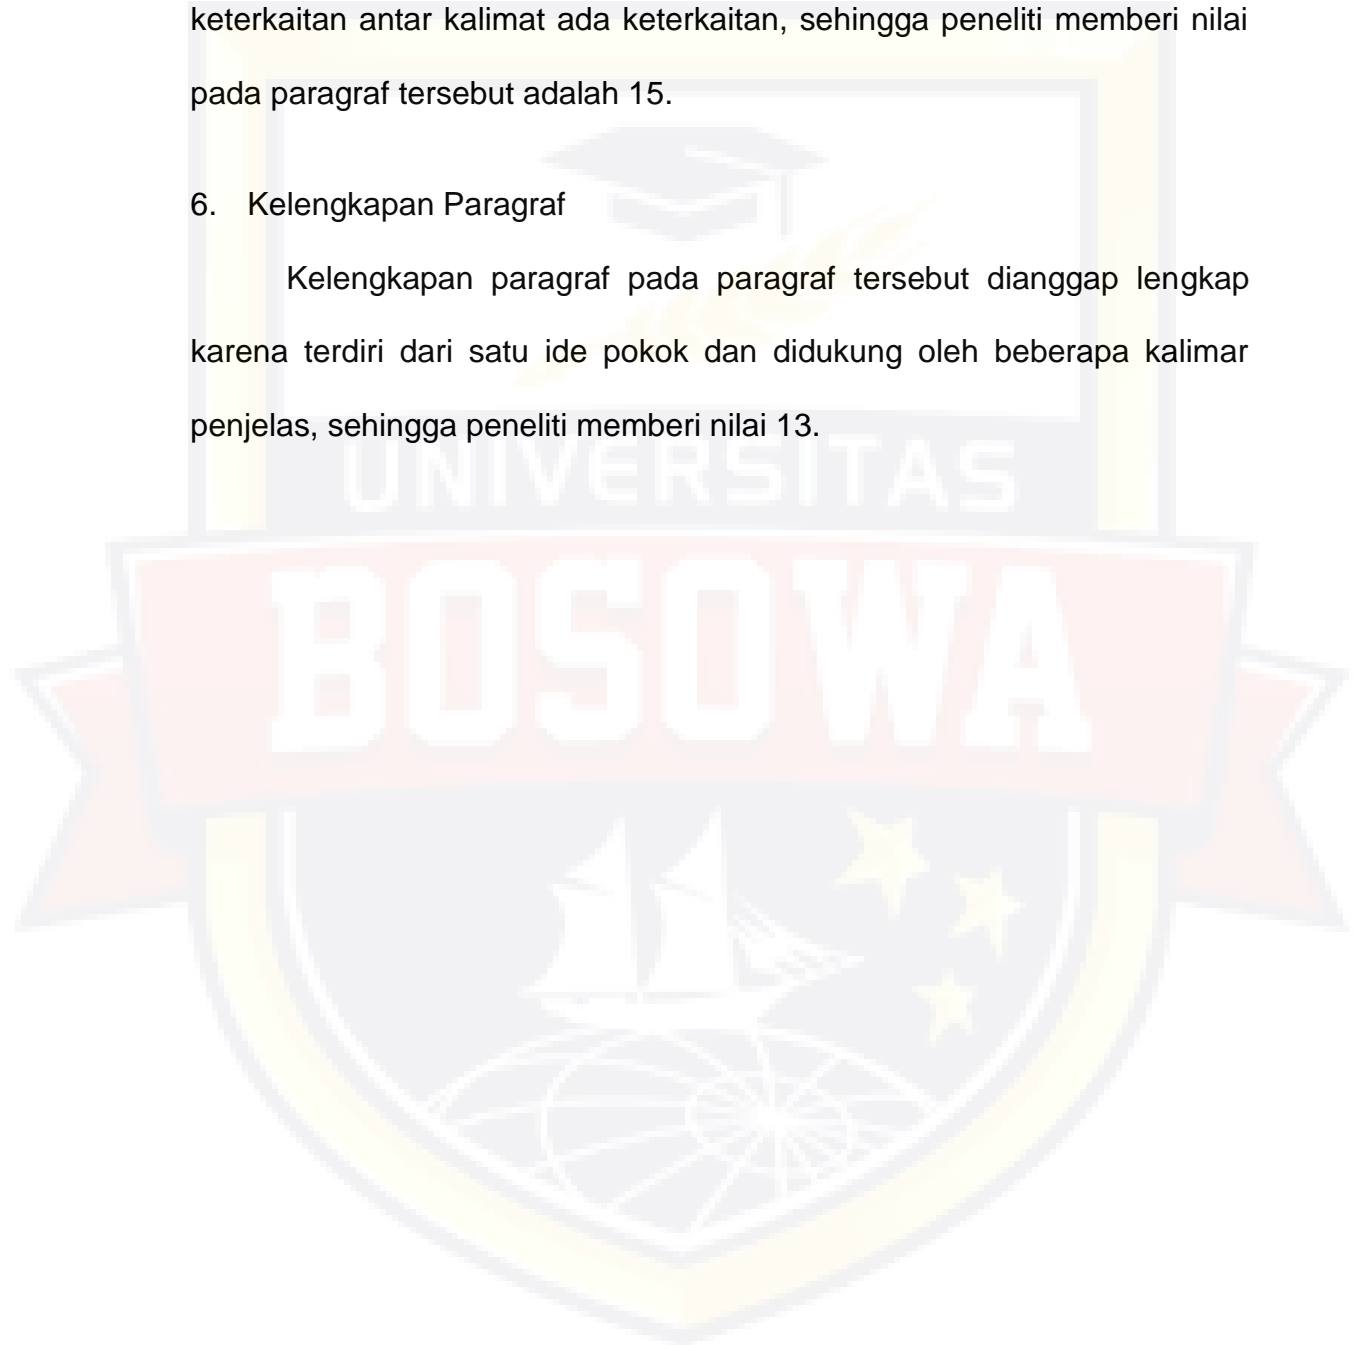 keterkaitan antar kalimat ada keterkaitan, sehingga peneliti memberi nilai
pada paragraf tersebut adalah 15.
6. Kelengkapan Paragraf
Kelengkapan paragraf pada paragraf tersebut dianggap lengkap
karena terdiri dari satu ide pokok dan didukung oleh beberapa kalimar
penjelas, sehingga peneliti memberi nilai 13.
UNIVERSITAS
BOSOWA